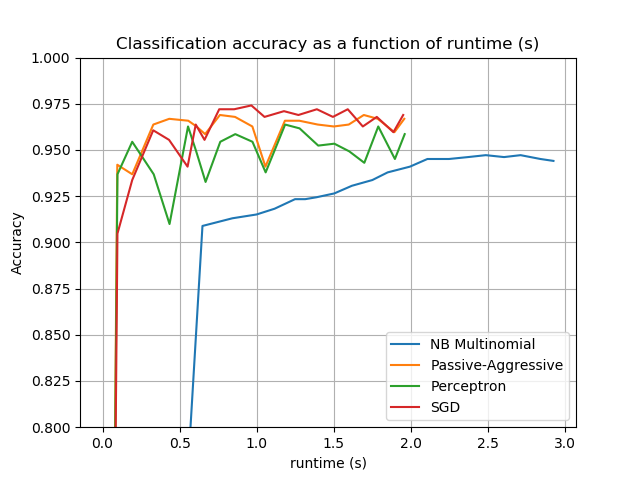 Classification accuracy as a function of runtime (s)
1.000
0.975
0.950
0.925
0.900
0.875
0.850
0.825
0.800
Accuracy
NB Multinomial
Passive-Aggressive
Perceptron
SGD
0.0 0.5 1.0 1.5 2.0 2.5 3.0
runtime (s)